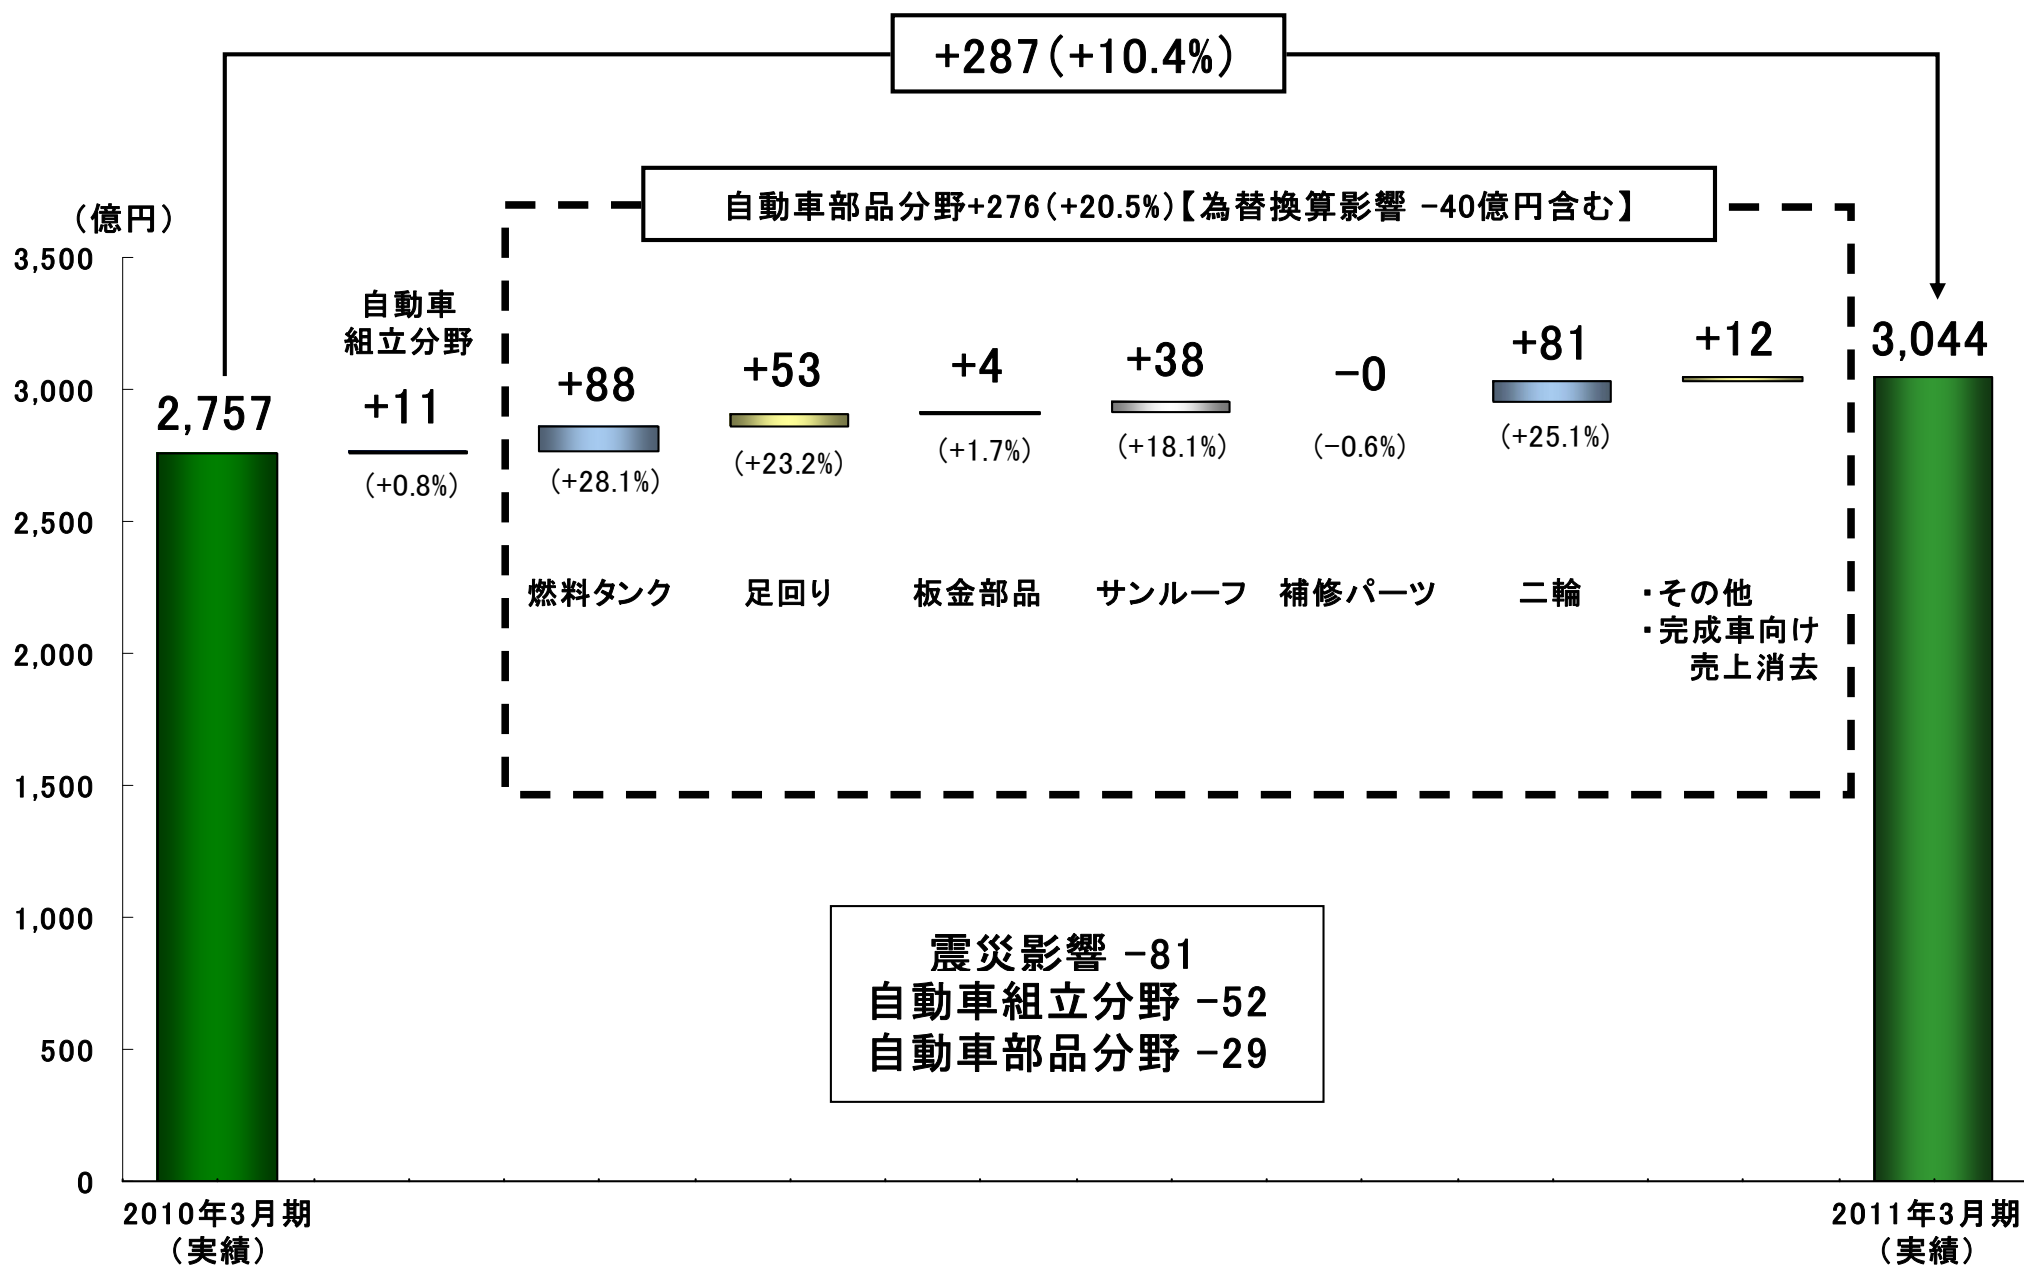 +287(+10.4%)
自動車部品分野+276(+20.5%)【為替換算影響 -40億円含む】
(億円)
3,500
3,000
2,500
2,000
1,500
1,000
500
0
2,757
自動車
組立分野
+11
(+0.8%)
+88
(+28.1%)
燃料タンク
+53
(+23.2%)
足回り
+4
(+1.7%)
板金部品
+38
(+18.1%)
サンルーフ
-0
(-0.6%)
補修パーツ
+81
(+25.1%)
二輪
+12
・その他
・完成車向け
売上消去
3,044
震災影響 -81
自動車組立分野 -52
自動車部品分野 -29
2010年3月期
(実績)
2011年3月期
(実績)